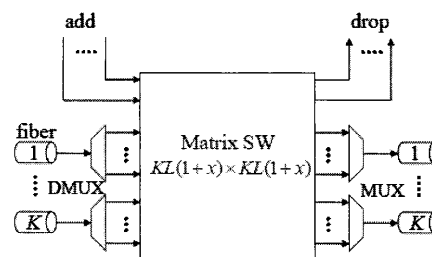 add drop
.... ....
fiber
1 Matrix SW 1
KL(1+x)×KL(1+x)
DMUX MUX
K K